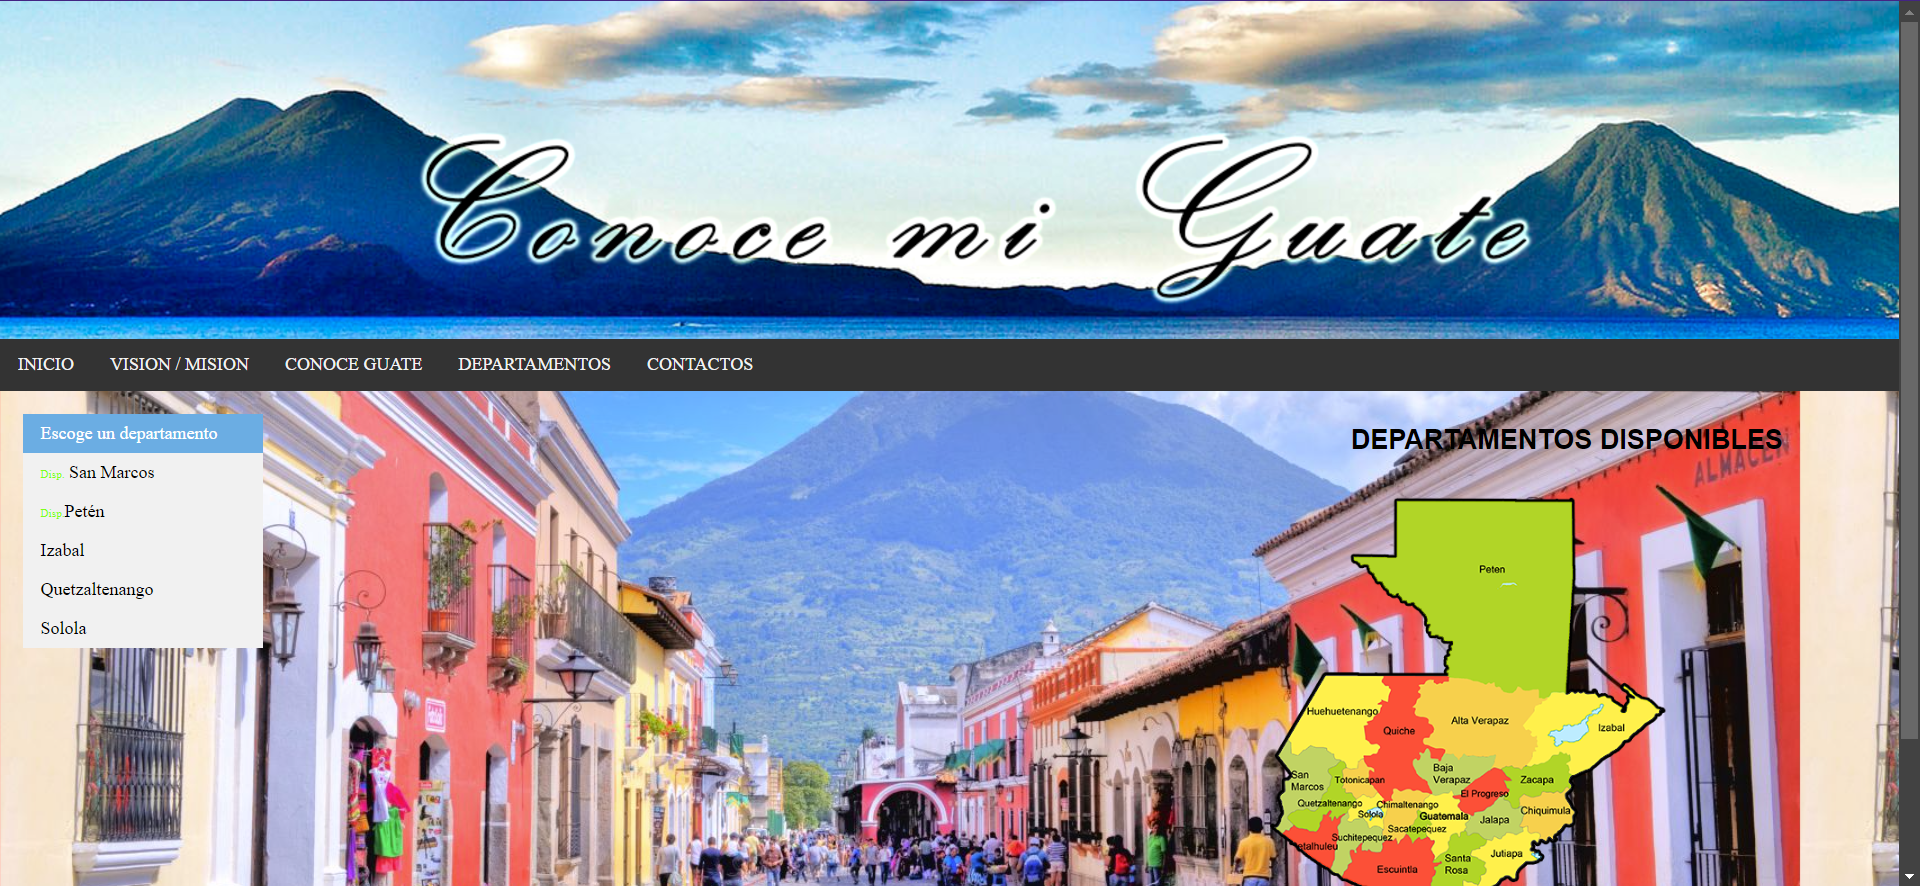 Conoce mi Guate
INICIO VISION / MISION CONOCE GUATE DEPARTAMENTOS CONTACTOS
Escoge un departamento
Disp. San Marcos
Disp.Petén
Izabal
Quetzaltenango
Solola
DEPARTAMENTOS DISPONIBLES
ALMACEN
Peten
Huehuetenango
Quiche
Alta Verapaz
Izabal
San
Marcos
Totonicapan
Baja
Verapaz
Zacapa
El Progreso
Quetzaltenango
Chimaltenango
Solola
Guatemala
Jalapa
Chiquimula
Sacatepequez
Suchitepequez
etalhuleu
Escuintla
Santa
Rosa
Jutiapa